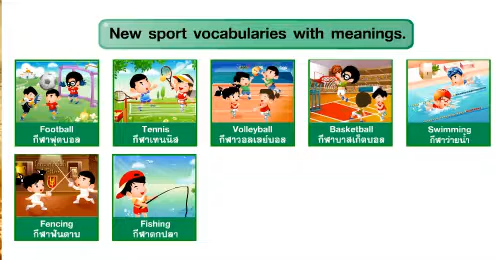 New sport vocabularies with meanings.
Football
กีฬาฟุตบอล
Tennis
กีฬาเทนนิส
Volleyball
กีฬาวอลเลย์บอล
Basketball
กีฬาบาสเก็ตบอล
Swimming
กีฬาว่ายน้ำ
Fencing
กีฬาฟันดาบ
Fishing
กีฬาตกปลา